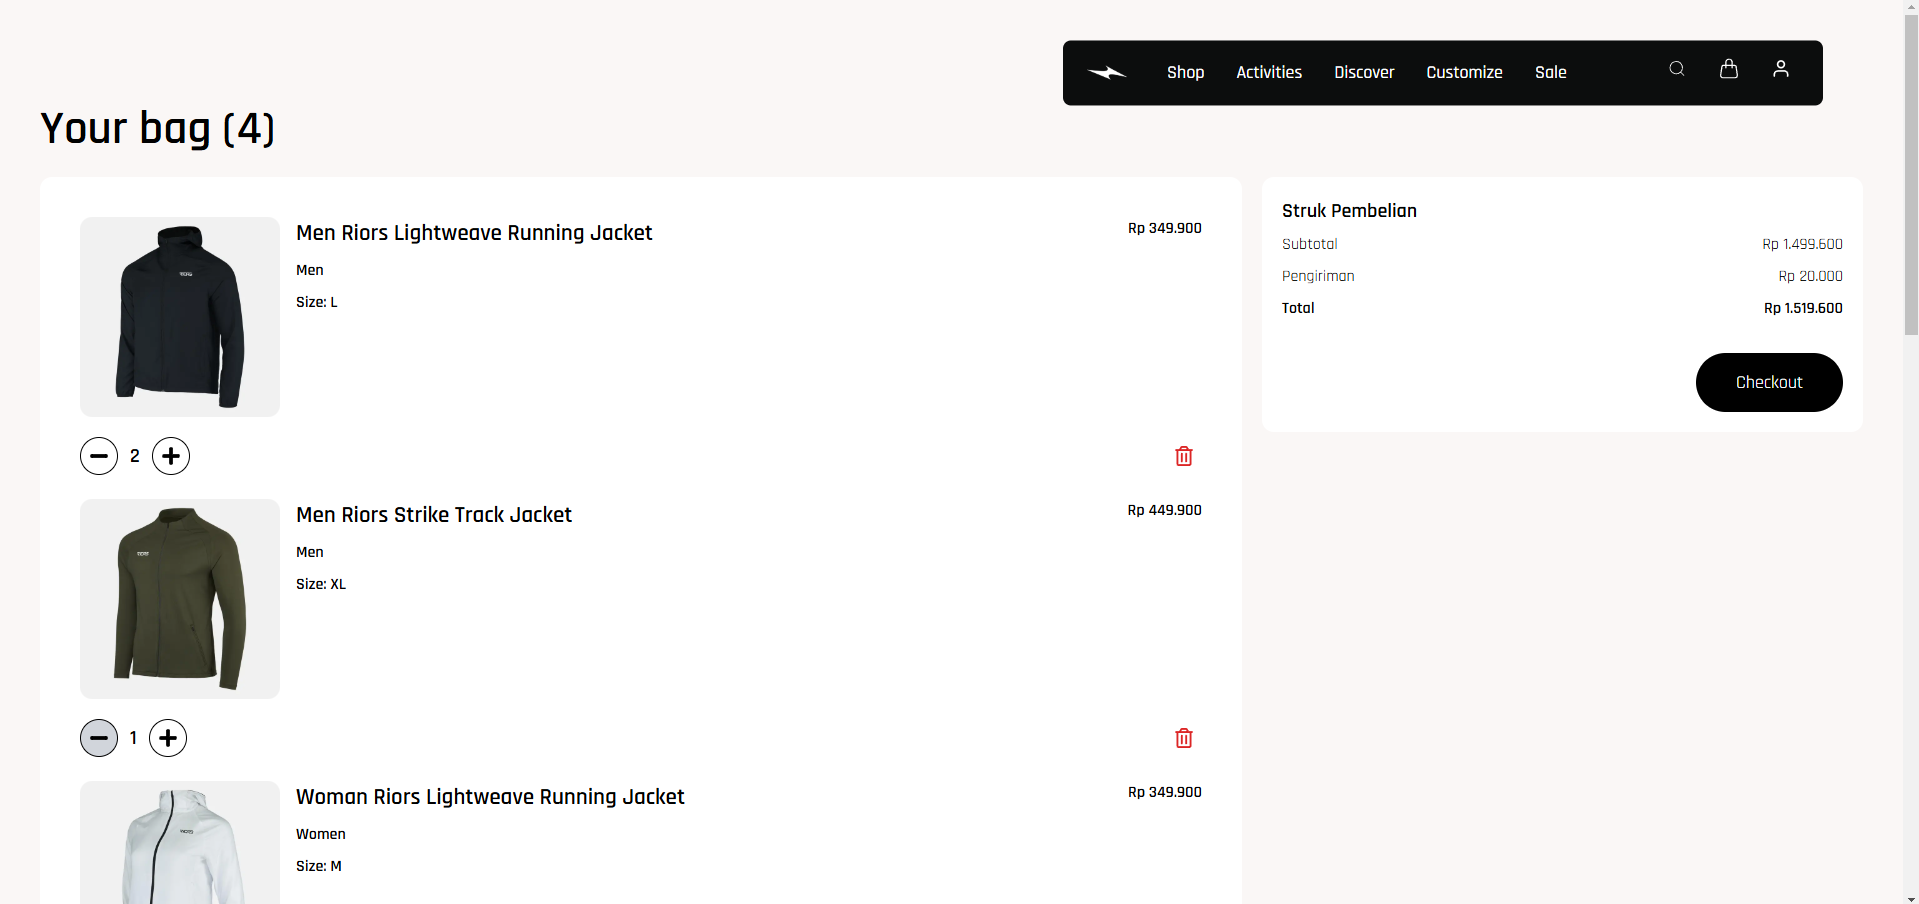 Shop Activities Discover Customize Sale
Your bag (4)
Men Riors Lightweave Running Jacket
Rp 349.900
Men
Size: L
2
Men Riors Strike Track Jacket
Rp 449.900
Men
Size: XL
1
Woman Riors Lightweave Running Jacket
Rp 349.900
Women
Size: M
Struk Pembelian
Subtotal Rp 1.499.600
Pengiriman Rp 20.000
Total Rp 1.519.600
Checkout